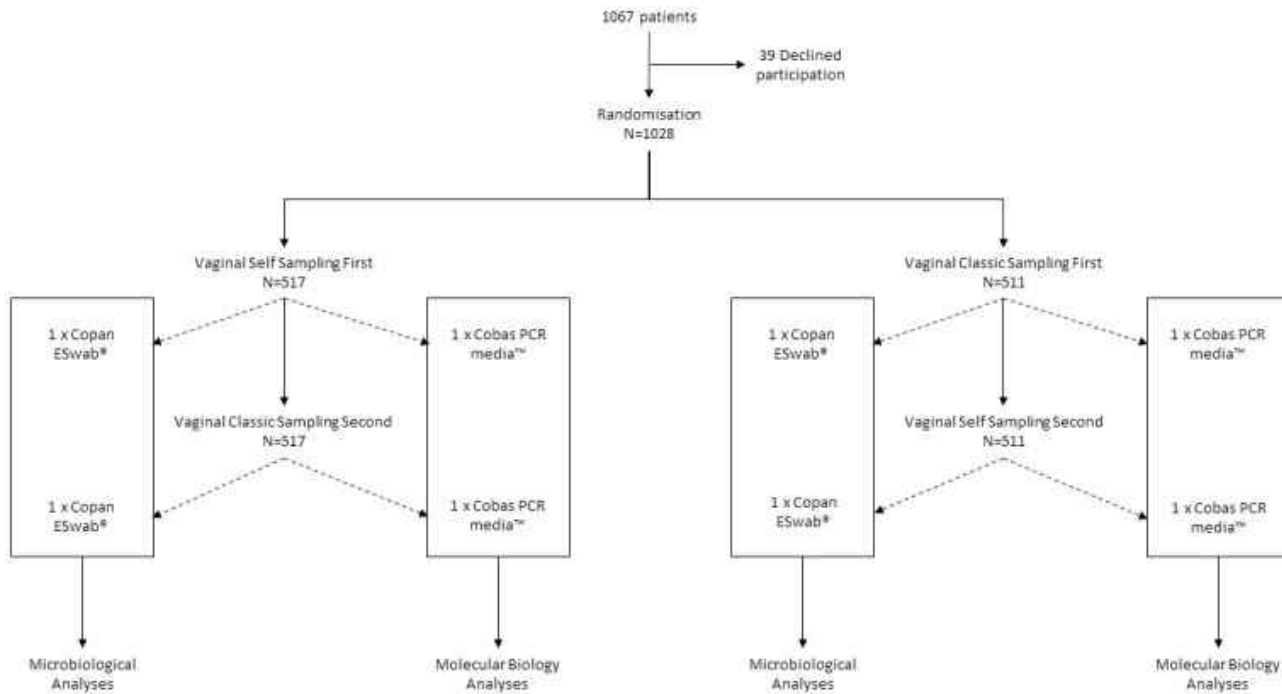 1067 patients
39 Declined
participation
Randomisation
N=1028
Vaginal Self Sampling First
N=517
Vaginal Classic Sampling First
N=511
1 x Copan
ESwab®
1 x Cobas PCR
media™
1 x Copan
ESwab®
1 x Cobas PCR
media™
Vaginal Classic Sampling Second
N=517
Vaginal Self Sampling Second
N=511
1 x Copan
ESwab®
1 x Cobas PCR
media™
1 x Copan
ESwab®
1 x Cobas PCR
media™
Microbiological
Analyses
Molecular Biology
Analyses
Microbiological
Analyses
Molecular Biology
Analyses